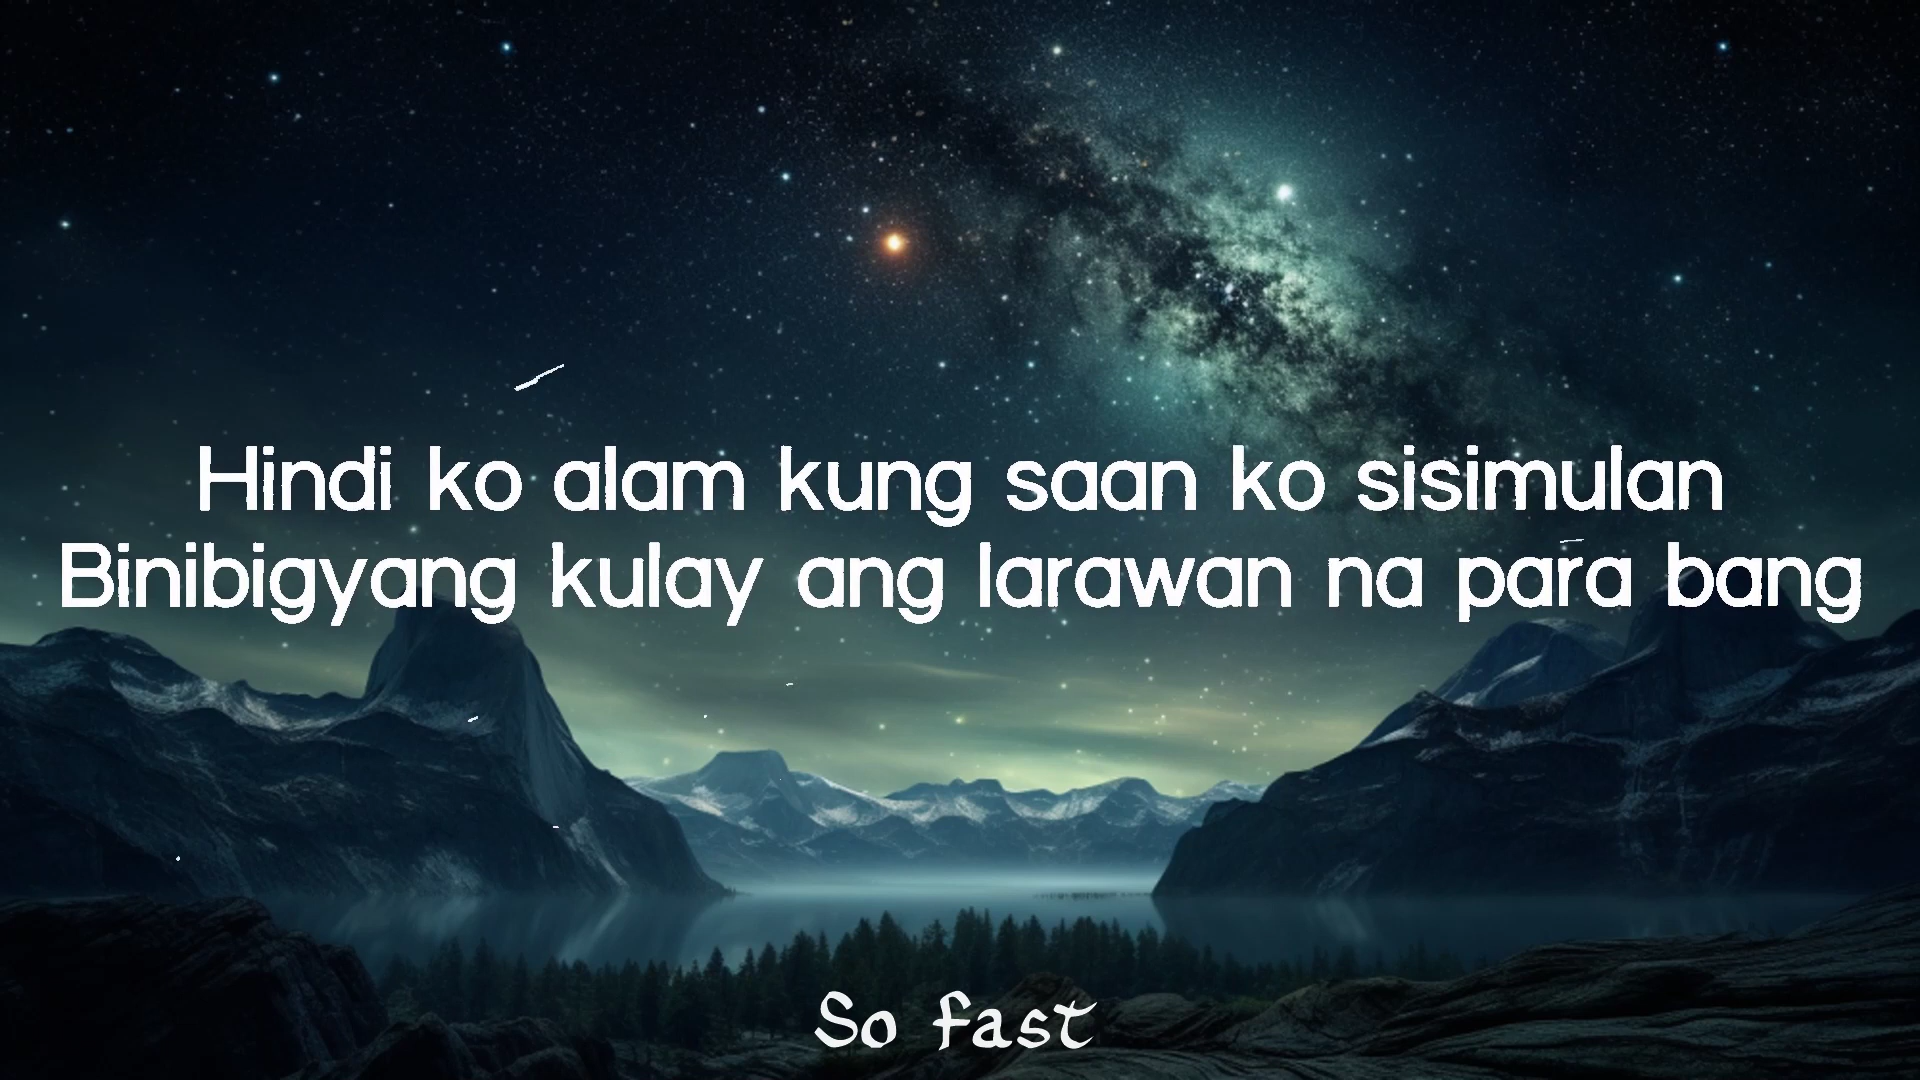 Hindi ko alam kung saan ko sisimulan
Binibigyang kulay ang larawan na para bang
So fast